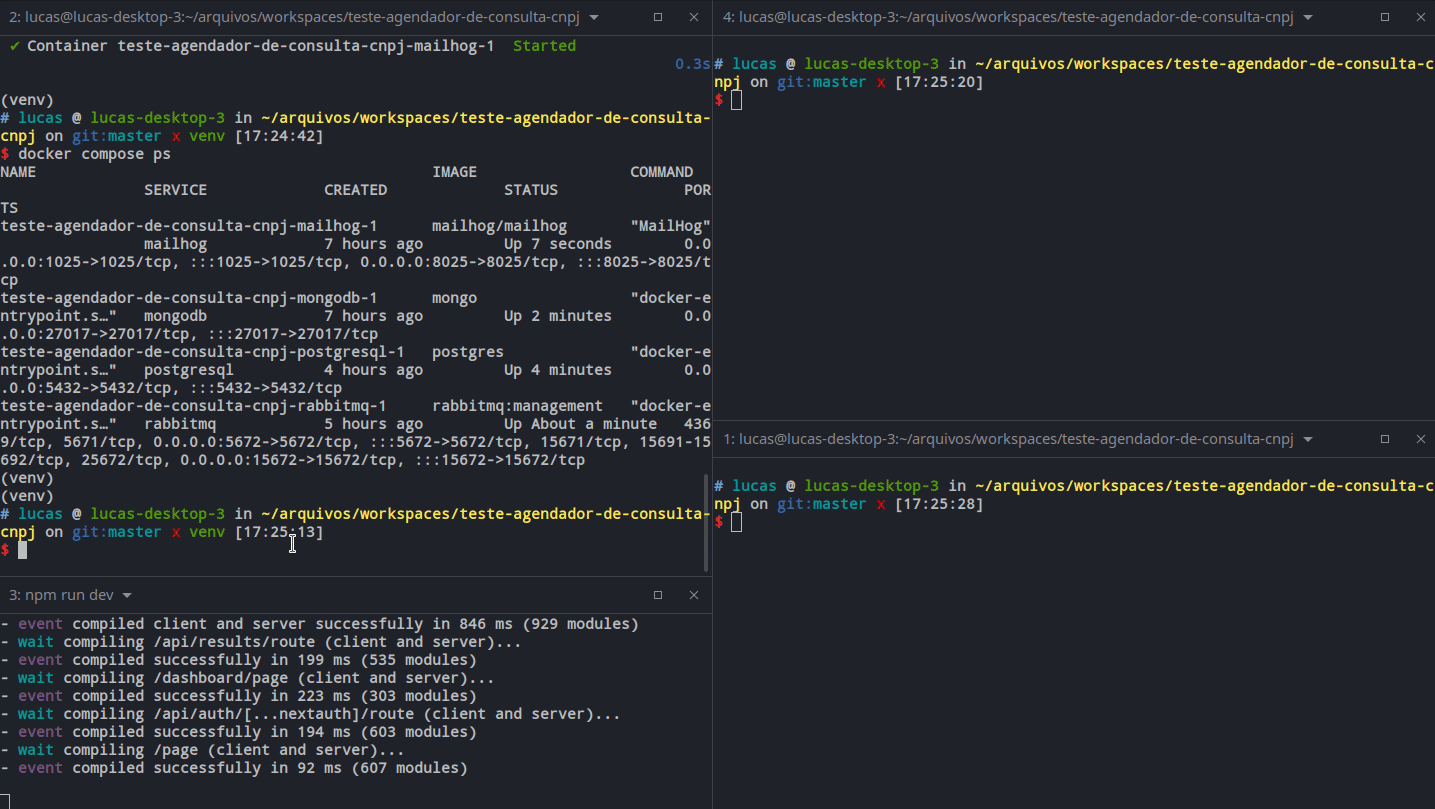 2: lucas@lucas-desktop-3:~/arquivos/workspaces/teste-agendador-de-consulta-cnpj
✔ Container teste-agendador-de-consulta-cnpj-mailhog-1  Started
0.3s
(venv)
# lucas @ lucas-desktop-3 in ~/arquivos/workspaces/teste-agendador-de-consulta-
cnpj on git:master x venv [17:24:42]
$ docker compose ps
NAME                                            IMAGE                 COMMAND
                SERVICE             CREATED             STATUS              POR
TS
teste-agendador-de-consulta-cnpj-mailhog-1      mailhog/mailhog       "MailHog"
                mailhog             7 hours ago         Up 7 seconds        0.0
.0.0:1025->1025/tcp, :::1025->1025/tcp, 0.0.0.0:8025->8025/tcp, :::8025->8025/t
cp
teste-agendador-de-consulta-cnpj-mongodb-1      mongo                 "docker-e
ntrypoint.s…"   mongodb             7 hours ago         Up 2 minutes        0.0
.0.0:27017->27017/tcp, :::27017->27017/tcp
teste-agendador-de-consulta-cnpj-postgresql-1   postgres              "docker-e
ntrypoint.s…"   postgresql          4 hours ago         Up 4 minutes        0.0
.0.0:5432->5432/tcp, :::5432->5432/tcp
teste-agendador-de-consulta-cnpj-rabbitmq-1     rabbitmq:management   "docker-e
ntrypoint.s…"   rabbitmq            5 hours ago         Up About a minute   436
9/tcp, 5671/tcp, 0.0.0.0:5672->5672/tcp, :::5672->5672/tcp, 15671/tcp, 15691-15
692/tcp, 25672/tcp, 0.0.0.0:15672->15672/tcp, :::15672->15672/tcp
(venv)
(venv)
# lucas @ lucas-desktop-3 in ~/arquivos/workspaces/teste-agendador-de-consulta-
cnpj on git:master x venv [17:25:13]
$
3: npm run dev
- event compiled client and server successfully in 846 ms (929 modules)
- wait compiling /api/results/route (client and server)...
- event compiled successfully in 199 ms (535 modules)
- wait compiling /dashboard/page (client and server)...
- event compiled successfully in 223 ms (303 modules)
- wait compiling /api/auth/[...nextauth]/route (client and server)...
- event compiled successfully in 194 ms (603 modules)
- wait compiling /page (client and server)...
- event compiled successfully in 92 ms (607 modules)
4: lucas@lucas-desktop-3:~/arquivos/workspaces/teste-agendador-de-consulta-cnpj
# lucas @ lucas-desktop-3 in ~/arquivos/workspaces/teste-agendador-de-consulta-c
npj on git:master x [17:25:20]
$
1: lucas@lucas-desktop-3:~/arquivos/workspaces/teste-agendador-de-consulta-cnpj
# lucas @ lucas-desktop-3 in ~/arquivos/workspaces/teste-agendador-de-consulta-c
npj on git:master x [17:25:28]
$